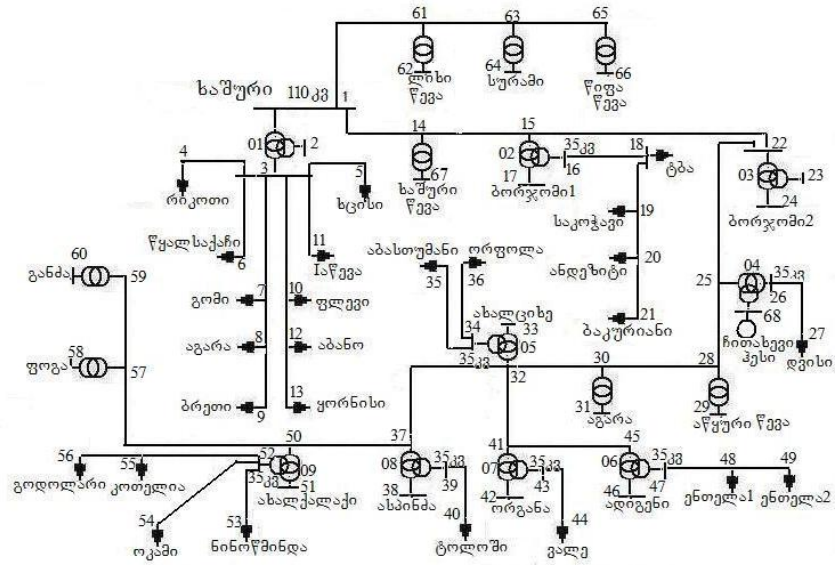 61
63
65
62
ლისი
წევა
64
სურამი
66
წიფა
წევა
ხაშური
110კვ
1
01
2
3
4
რიკოთი
5
ხცისი
14
67
ხაშური
წევა
15
02
35კვ
16
17
ბორჯომი1
18
ტბა
საკოჭავი
19
ანდეზიტი
20
21
ბაკურიანი
22
03
23
24
ბორჯომი2
წყალსაქაჩი
6
11
Iაწევა
გომი
7
10
ფლევი
აგარა
8
12
აბანო
ბრეთი
9
13
ყორნისი
60
განძა
59
58
ფოგა
57
აბასთუმანი
35
ორფოლა
36
34
ახალციხე
33
05
35კვ
32
25
04
35კვ
26
68
ჩითახევი
ჰესი
27
დვისი
30
31
აგარა
28
29
აწყური წევა
50
52
09
35კვ
51
ახალქალაქი
56
გოდოლარი
55
კოთელია
54
ოკამი
53
ნინოწმინდა
37
08
35კვ
38
39
ასპინძა
40
ტოლოში
41
07
35კვ
42
43
ორგანა
44
ვალე
45
06
35კვ
46
47
ადიგენი
48
ენთელა1
49
ენთელა2